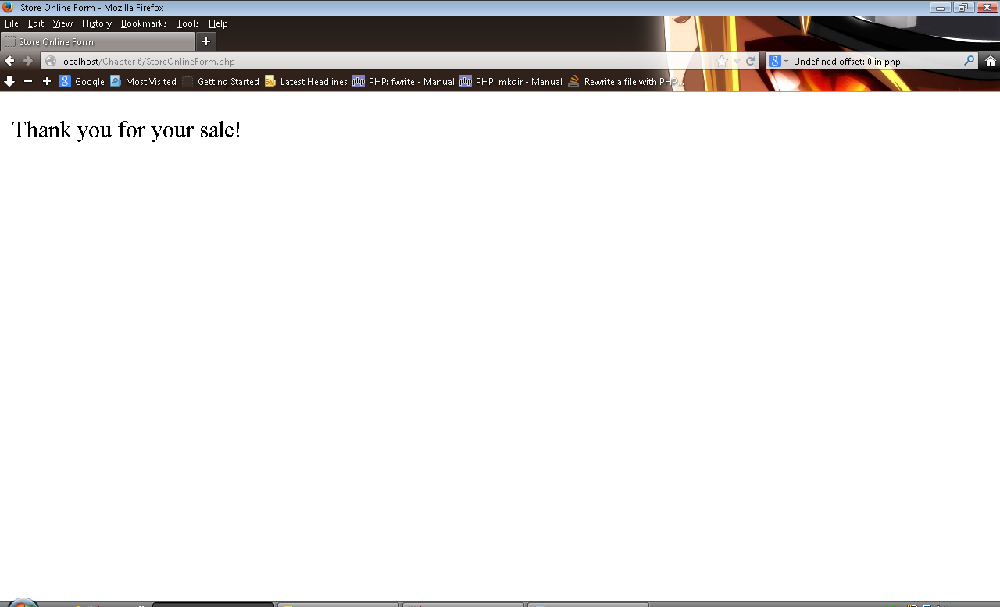 Store Online Form - Mozilla Firefox
File Edit View History Bookmarks Tools Help
Store Online Form
localhost/Chapter 6/StoreOnlineForm.php
Undefined offset: 0 in php
Google Most Visited Getting Started Latest Headlines PHP: fwrite - Manual PHP: mkdir - Manual Rewrite a file with PHP...
Thank you for your sale!